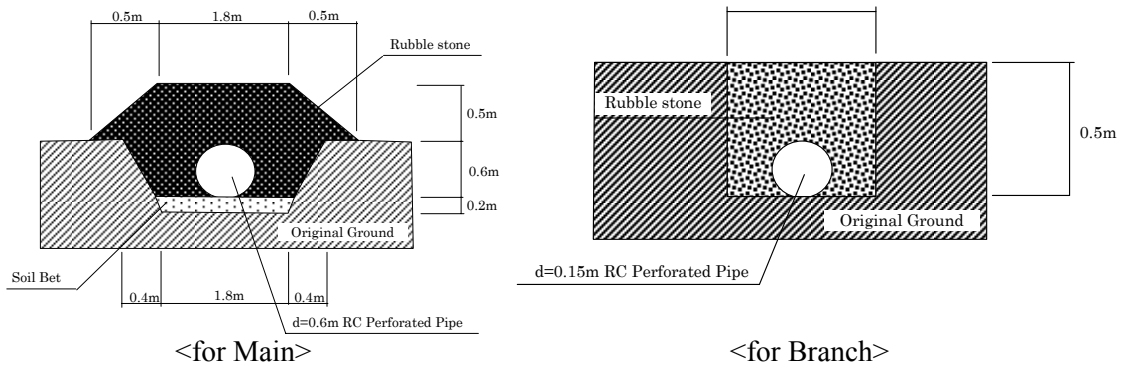 0.5m 1.8m 0.5m
Rubble stone
0.5m
0.6m
0.2m
Original Ground
Soil Bet
0.4m 1.8m 0.4m
d=0.6m RC Perforated Pipe
<for Main>
Rubble stone
0.5m
Original Ground
d=0.15m RC Perforated Pipe
<for Branch>